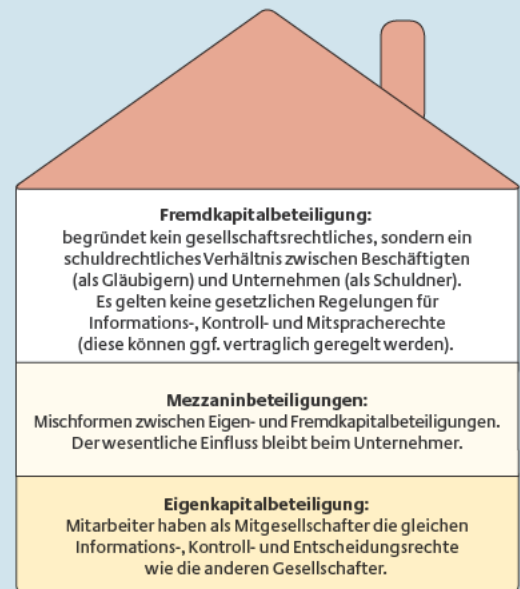 Fremdkapitalbeteiligung:
begründet kein gesellschaftsrechtliches, sondern ein
schuldrechtliches Verhältnis zwischen Beschäftigten
(als Gläubigern) und Unternehmen (als Schuldner).
Es gelten keine gesetzlichen Regelungen für
Informations-, Kontroll- und Mitspracherechte
(diese können ggf. vertraglich geregelt werden).
Mezzaninbeteiligungen:
Mischformen zwischen Eigen- und Fremdkapitalbeteiligungen.
Der wesentliche Einfluss bleibt beim Unternehmer.
Eigenkapitalbeteiligung:
Mitarbeiter haben als Mitgesellschafter die gleichen
Informations-, Kontroll- und Entscheidungsrechte
wie die anderen Gesellschafter.